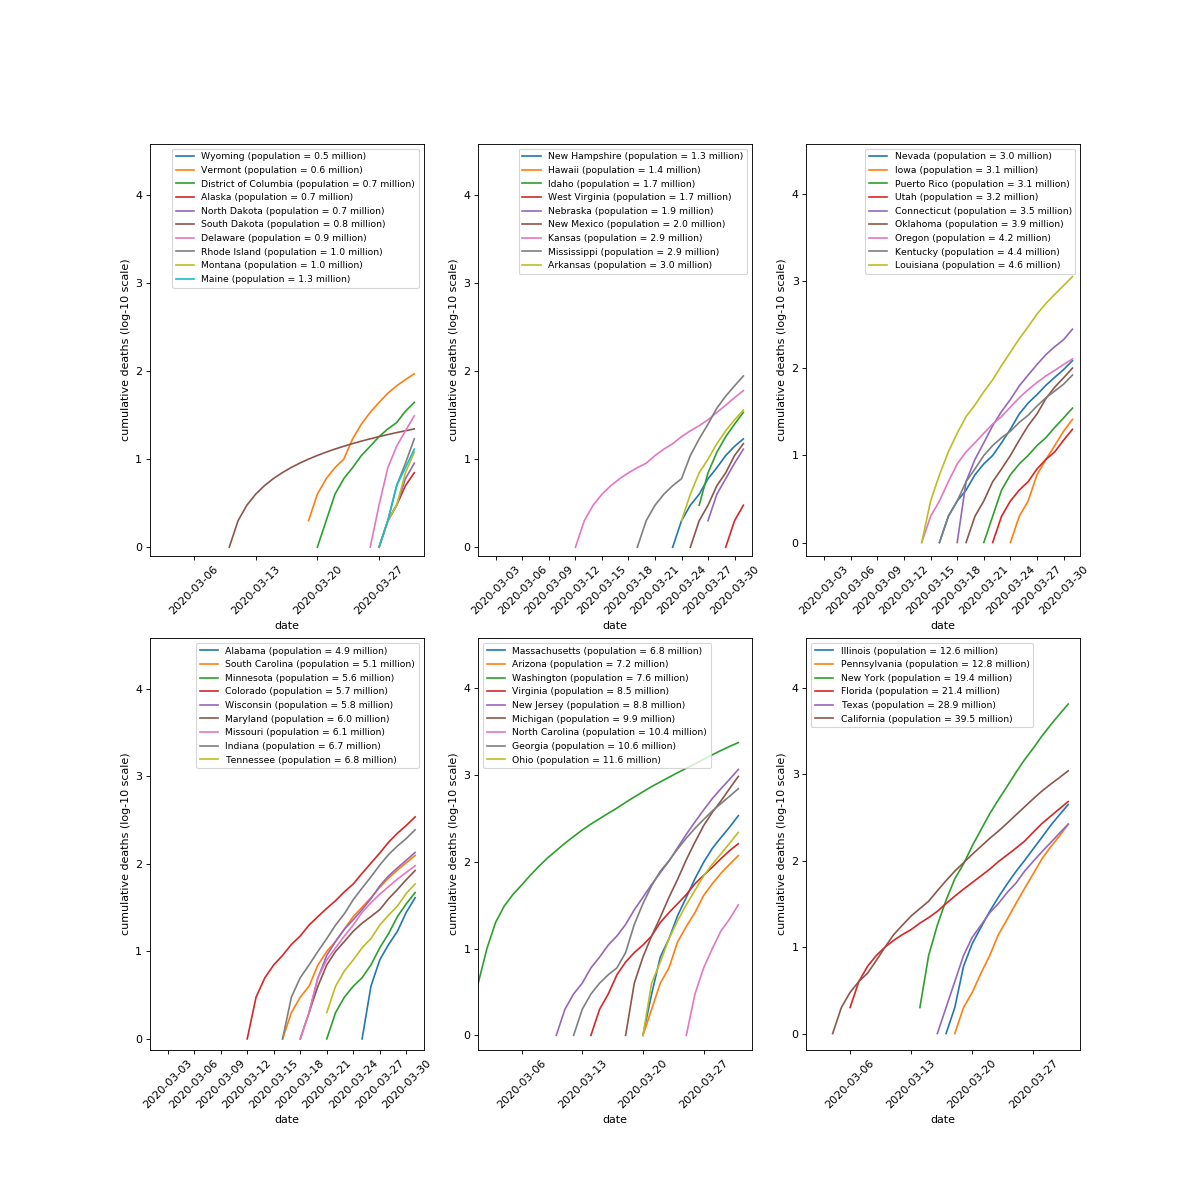 Wyoming (population = 0.5 million)
Vermont (population = 0.6 million)
District of Columbia (population = 0.7 million)
Alaska (population = 0.7 million)
North Dakota (population = 0.7 million)
South Dakota (population = 0.8 million)
Delaware (population = 0.9 million)
Rhode Island (population = 1.0 million)
Montana (population = 1.0 million)
Maine (population = 1.3 million)
4
3
2
1
0
cumulative deaths (log-10 scale)
2020-03-06
2020-03-13
2020-03-20
2020-03-27
date
New Hampshire (population = 1.3 million)
Hawaii (population = 1.4 million)
Idaho (population = 1.7 million)
West Virginia (population = 1.7 million)
Nebraska (population = 1.9 million)
New Mexico (population = 2.0 million)
Kansas (population = 2.9 million)
Mississippi (population = 2.9 million)
Arkansas (population = 3.0 million)
4
3
2
1
0
cumulative deaths (log-10 scale)
2020-03-03
2020-03-06
2020-03-09
2020-03-12
2020-03-15
2020-03-18
2020-03-21
2020-03-24
2020-03-27
2020-03-30
date
Nevada (population = 3.0 million)
Iowa (population = 3.1 million)
Puerto Rico (population = 3.1 million)
Utah (population = 3.2 million)
Connecticut (population = 3.5 million)
Oklahoma (population = 3.9 million)
Oregon (population = 4.2 million)
Kentucky (population = 4.4 million)
Louisiana (population = 4.6 million)
4
3
2
1
0
cumulative deaths (log-10 scale)
2020-03-03
2020-03-06
2020-03-09
2020-03-12
2020-03-15
2020-03-18
2020-03-21
2020-03-24
2020-03-27
2020-03-30
date
Alabama (population = 4.9 million)
South Carolina (population = 5.1 million)
Minnesota (population = 5.6 million)
Colorado (population = 5.7 million)
Wisconsin (population = 5.8 million)
Maryland (population = 6.0 million)
Missouri (population = 6.1 million)
Indiana (population = 6.7 million)
Tennessee (population = 6.8 million)
4
3
2
1
0
cumulative deaths (log-10 scale)
2020-03-03
2020-03-06
2020-03-09
2020-03-12
2020-03-15
2020-03-18
2020-03-21
2020-03-24
2020-03-27
2020-03-30
date
Massachusetts (population = 6.8 million)
Arizona (population = 7.2 million)
Washington (population = 7.6 million)
Virginia (population = 8.5 million)
New Jersey (population = 8.8 million)
Michigan (population = 9.9 million)
North Carolina (population = 10.4 million)
Georgia (population = 10.6 million)
Ohio (population = 11.6 million)
4
3
2
1
0
cumulative deaths (log-10 scale)
2020-03-06
2020-03-13
2020-03-20
2020-03-27
date
Illinois (population = 12.6 million)
Pennsylvania (population = 12.8 million)
New York (population = 19.4 million)
Florida (population = 21.4 million)
Texas (population = 28.9 million)
California (population = 39.5 million)
4
3
2
1
0
cumulative deaths (log-10 scale)
2020-03-06
2020-03-13
2020-03-20
2020-03-27
date